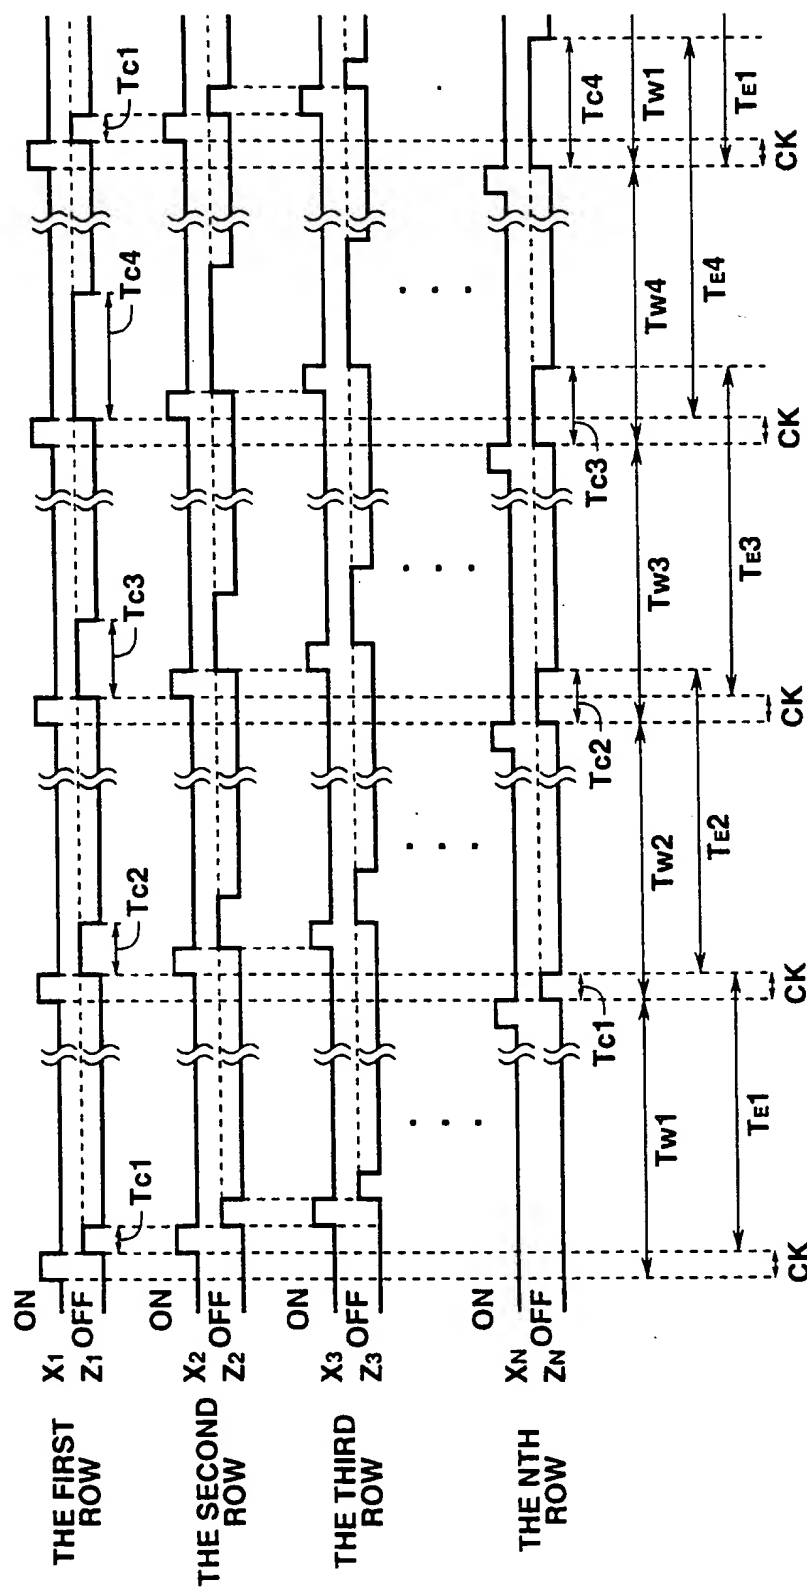 THE FIRST
ROW
X1
Z1
ON
OFF
Tc1
Tc2
Tc3
Tc4
Tc1
THE SECOND
ROW
X2
Z2
ON
OFF
THE THIRD
ROW
X3
Z3
ON
OFF
THE NTH
ROW
XN
ZN
ON
OFF
Tc1
Tc2
Tc3
Tc4
Tw1
Tw2
Tw3
Tw4
Tw1
TE1
TE2
TE3
TE4
TE1
CK
CK
CK
CK
CK